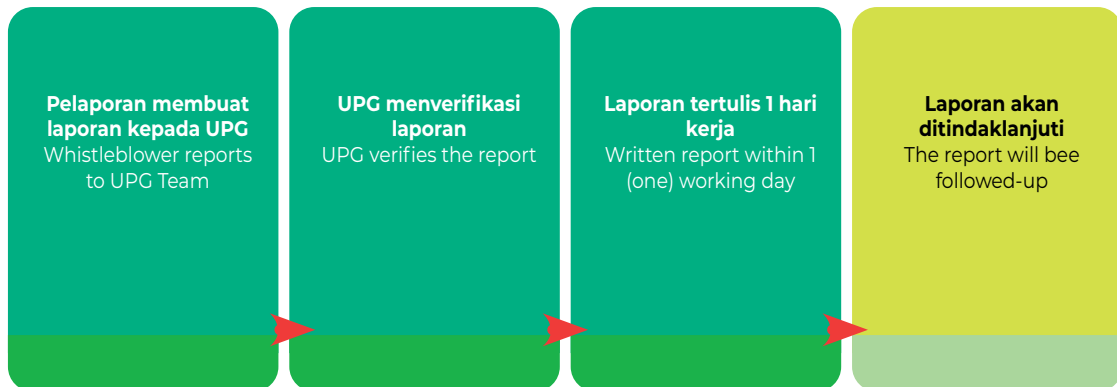 Pelaporan membuat
laporan kepada UPG
Whistleblower reports
to UPG Team
UPG menverifikasi
laporan
UPG verifies the report
Laporan tertulis 1 hari
kerja
Written report within 1
(one) working day
Laporan akan
ditindaklanjuti
The report will bee
followed-up